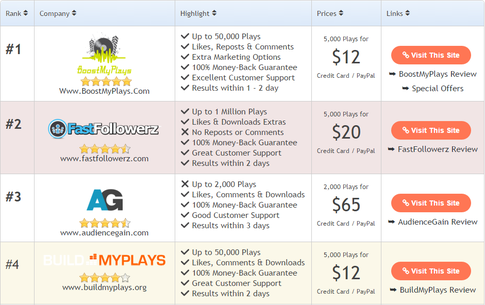 Rank Company Highlight Prices Links
#1
BoostMyPlays
Www.BoostMyPlays.Com
Up to 50,000 Plays
Likes, Reposts & Comments
Extra Marketing Options
100% Money-Back Guarantee
Excellent Customer Support
Results within 1 - 2 day
5,000 Plays for
$12
Credit Card / PayPal
Visit This Site
BoostMyPlays Review
Special Offers
#2
FastFollowerz
www.fastfollowerz.com
Up to 1 Million Plays
Likes & Downloads Extras
No Reposts or Comments
100% Money-Back Guarantee
Great Customer Support
Results within 2 days
5,000 Plays for
$20
Credit Card / PayPal
Visit This Site
FastFollowerz Review
#3
AG
www.audiencegain.com
Up to 2,000 Plays
Likes, Comments & Downloads
100% Money-Back Guarantee
Good Customer Support
Results within 3 days
2,000 Plays for
$65
Credit Card / PayPal
Visit This Site
AudienceGain Review
#4
BUILDMYPLAYS
www.buildmyplays.org
Up to 50,000 Plays
Likes, Comments & Downloads
100% Money-Back Guarantee
Great Customer Support
Results within 2 days
5,000 Plays for
$12
Credit Card / PayPal
Visit This Site
BuildMyPlays Review